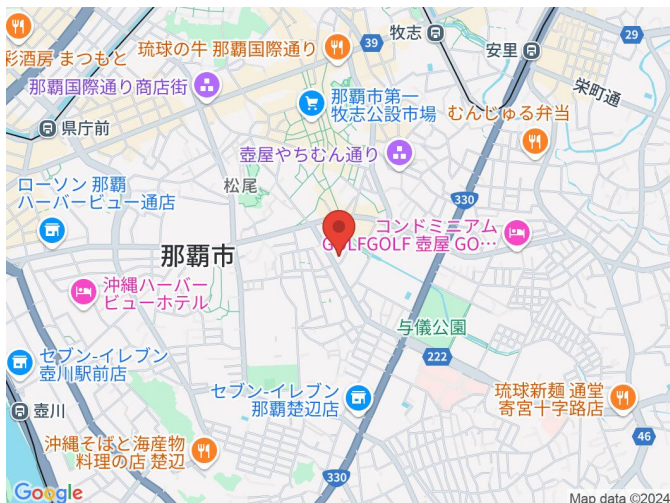 彩酒房 まつもと
琉球の牛 那覇国際通り
39
牧志
安里
29
那覇国際通り商店街
那覇市第一
牧志公設市場
栄町通
むんじゅる弁当
県庁前
壺屋やちむん通り
松尾
330
ローソン 那覇
ハーバービュー通店
コンドミニアム
GOLFGOLF 壺屋 GO…
那覇市
沖縄ハーバー
ビューホテル
与儀公園
222
セブン-イレブン
壺川駅前店
セブン-イレブン
那覇楚辺店
琉球新麺 通堂
寄宮十字路店
壺川
沖縄そばと海産物
料理の店 楚辺
46
330
Google
Map data ©2024